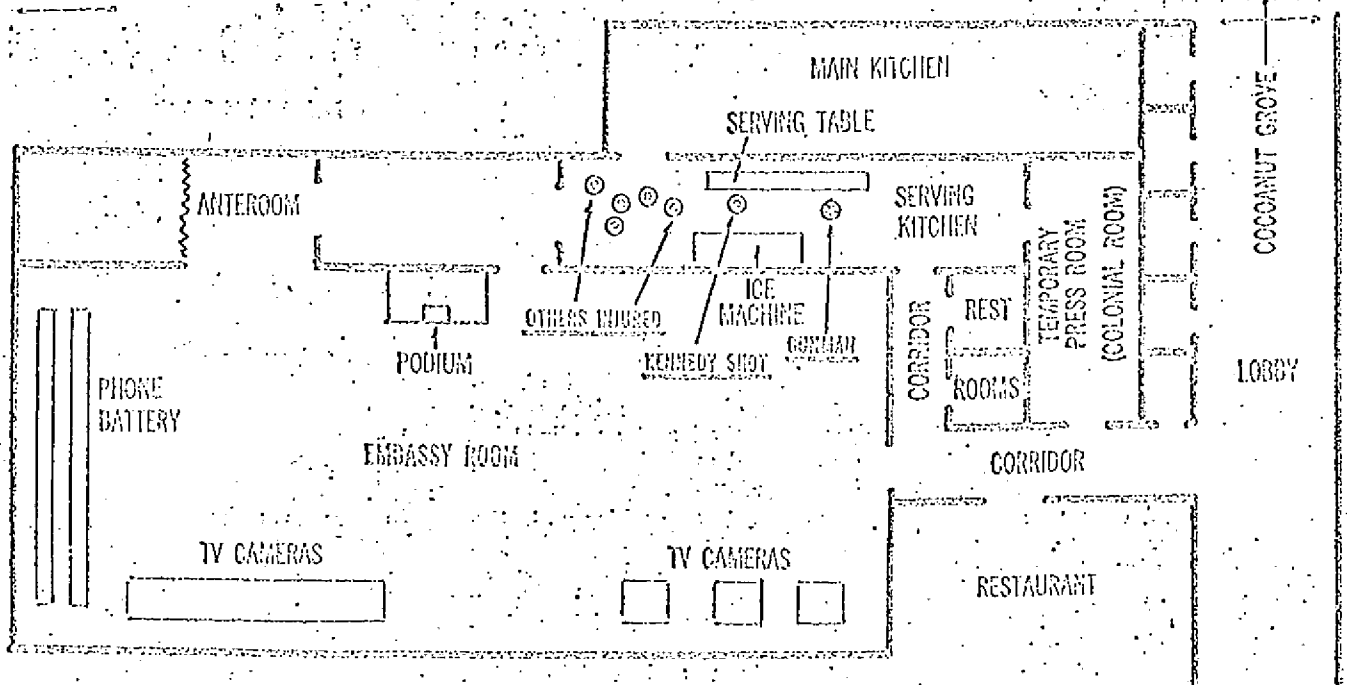 MAIN KITCHEN
COCOANUT GROVE
SERVING TABLE
ANTEROOM
SERVING
KITCHEN
TEMPORARY
PRESS ROOM
(COLONIAL ROOM)
ICE
MACHINE
OTHERS INJURED
KENNEDY SHOT
GUNMAN
CORRIDOR
REST
ROOMS
PODIUM
PHONE
BATTERY
LOBBY
EMBASSY ROOM
CORRIDOR
TV CAMERAS
TV CAMERAS
RESTAURANT